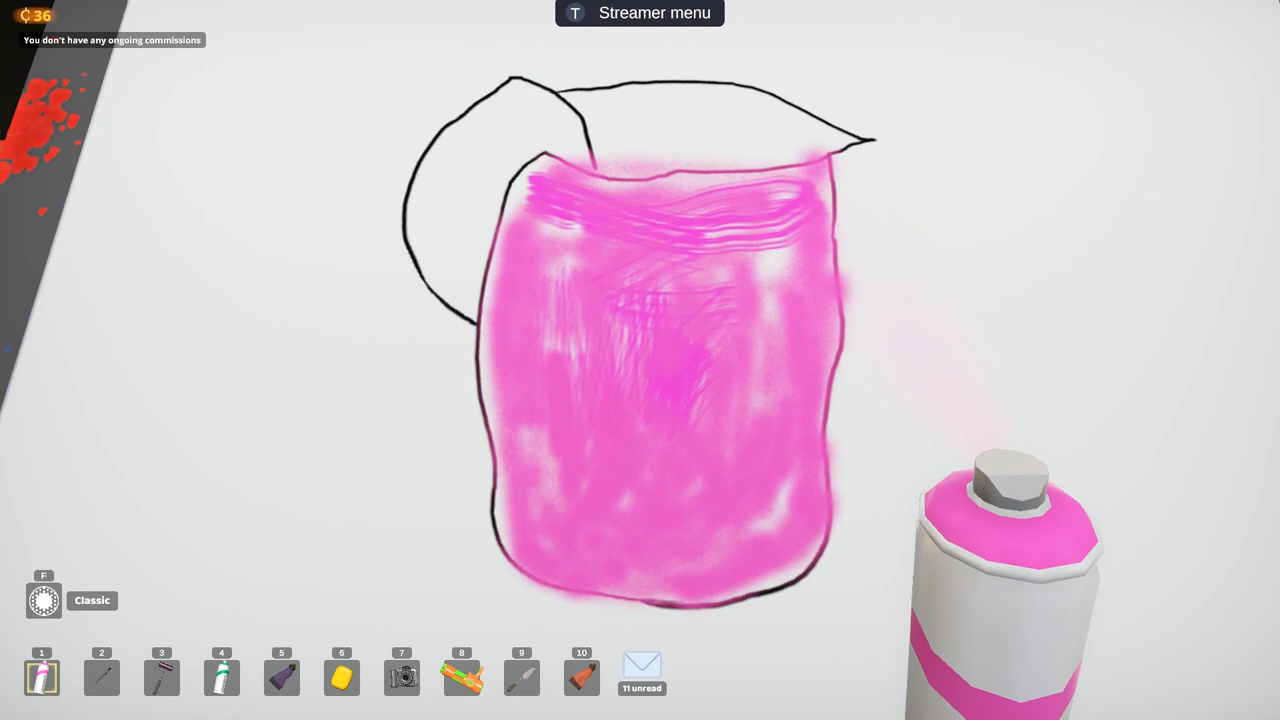 36
T Streamer menu
You don't have any ongoing commissions
F
Classic
1 2 3 4 5 6 7 8 9 10
11 unread